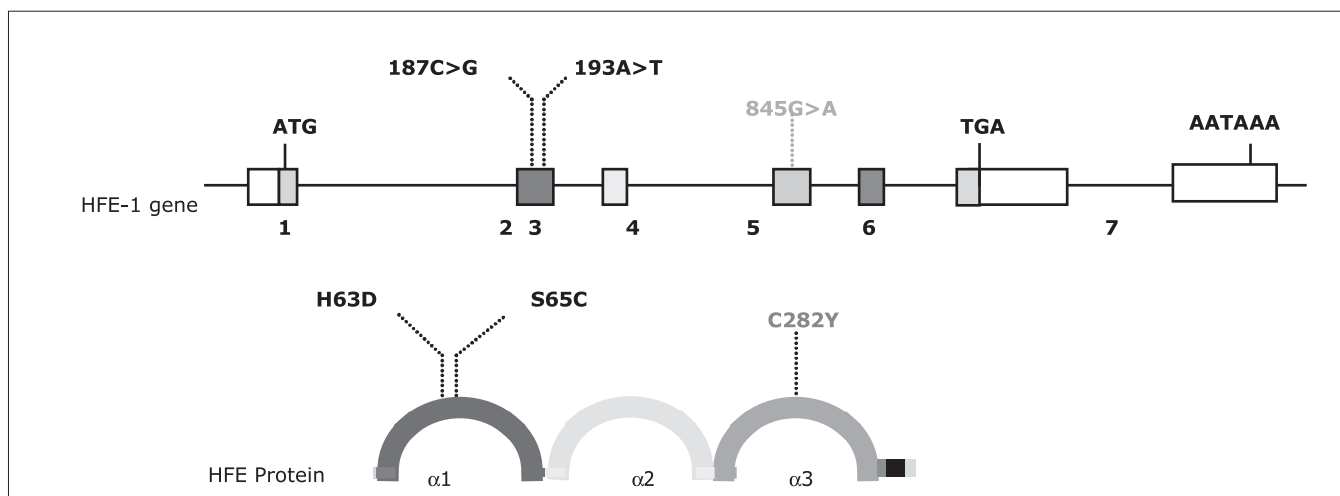 187C>G 193A>T
845G>A
ATG TGA AATAAA
HFE-1 gene
1 2 3 4 5 6 7
H63D S65C C282Y
HFE Protein α1 α2 α3